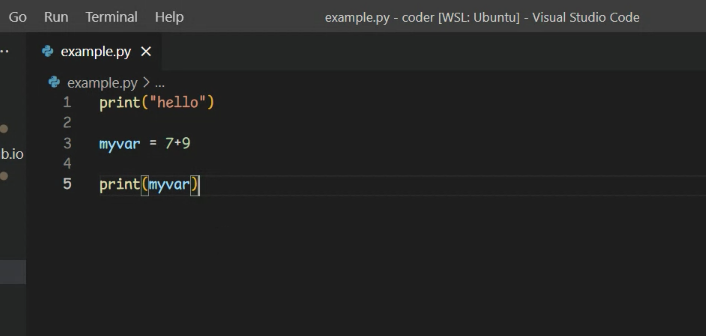 Go Run Terminal Help example.py - coder [WSL: Ubuntu] - Visual Studio Code
example.py
example.py > ...
1 print("hello")
2
b.io 3 myvar = 7+9
4
5 print(myvar)